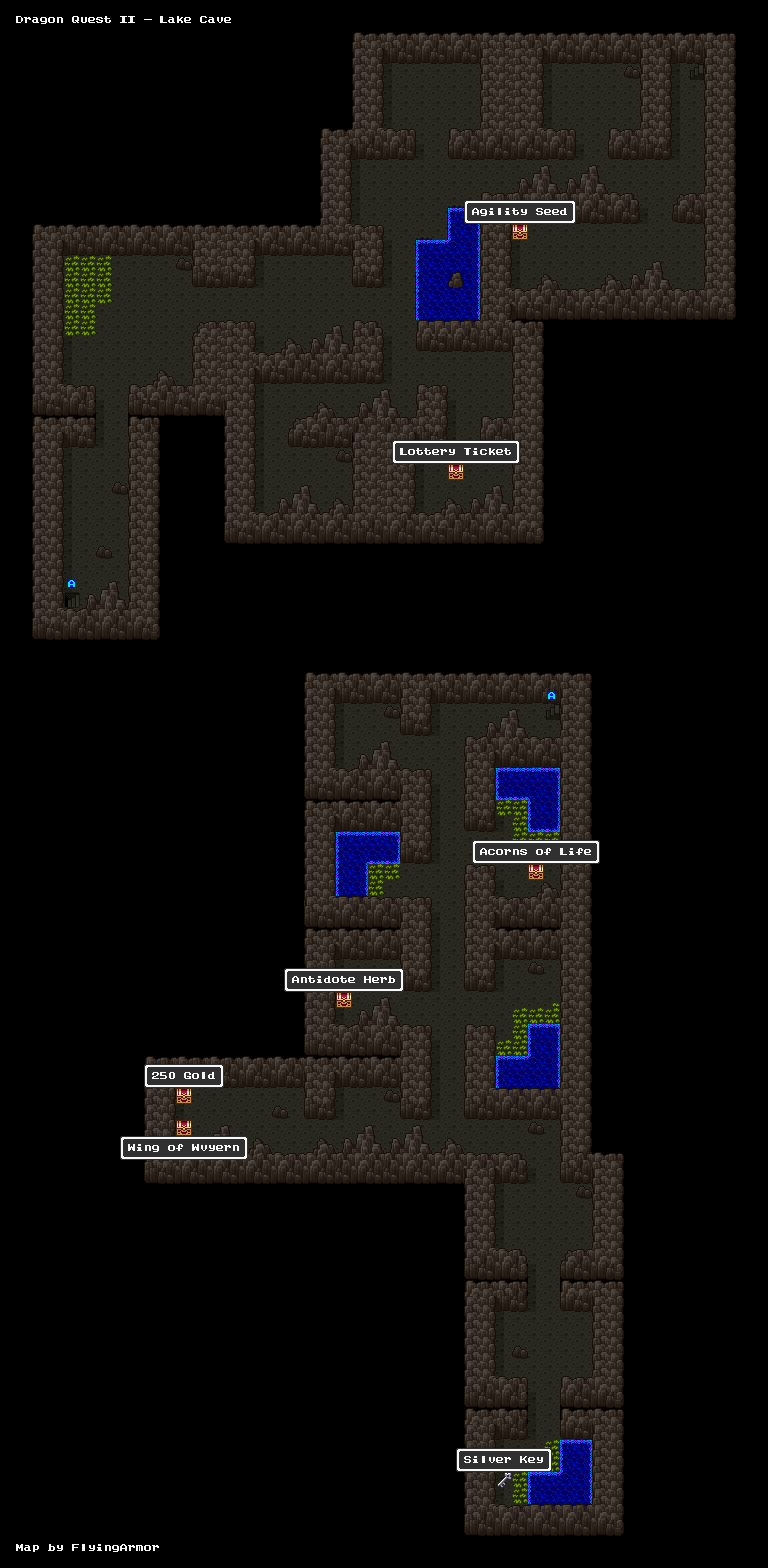 Dragon Quest II — Lake Cave
Agility Seed
Lottery Ticket
A
A
Acorns of Life
Antidote Herb
250 Gold
Wing of Wvyern
Silver Key
Map by FlyingArmor